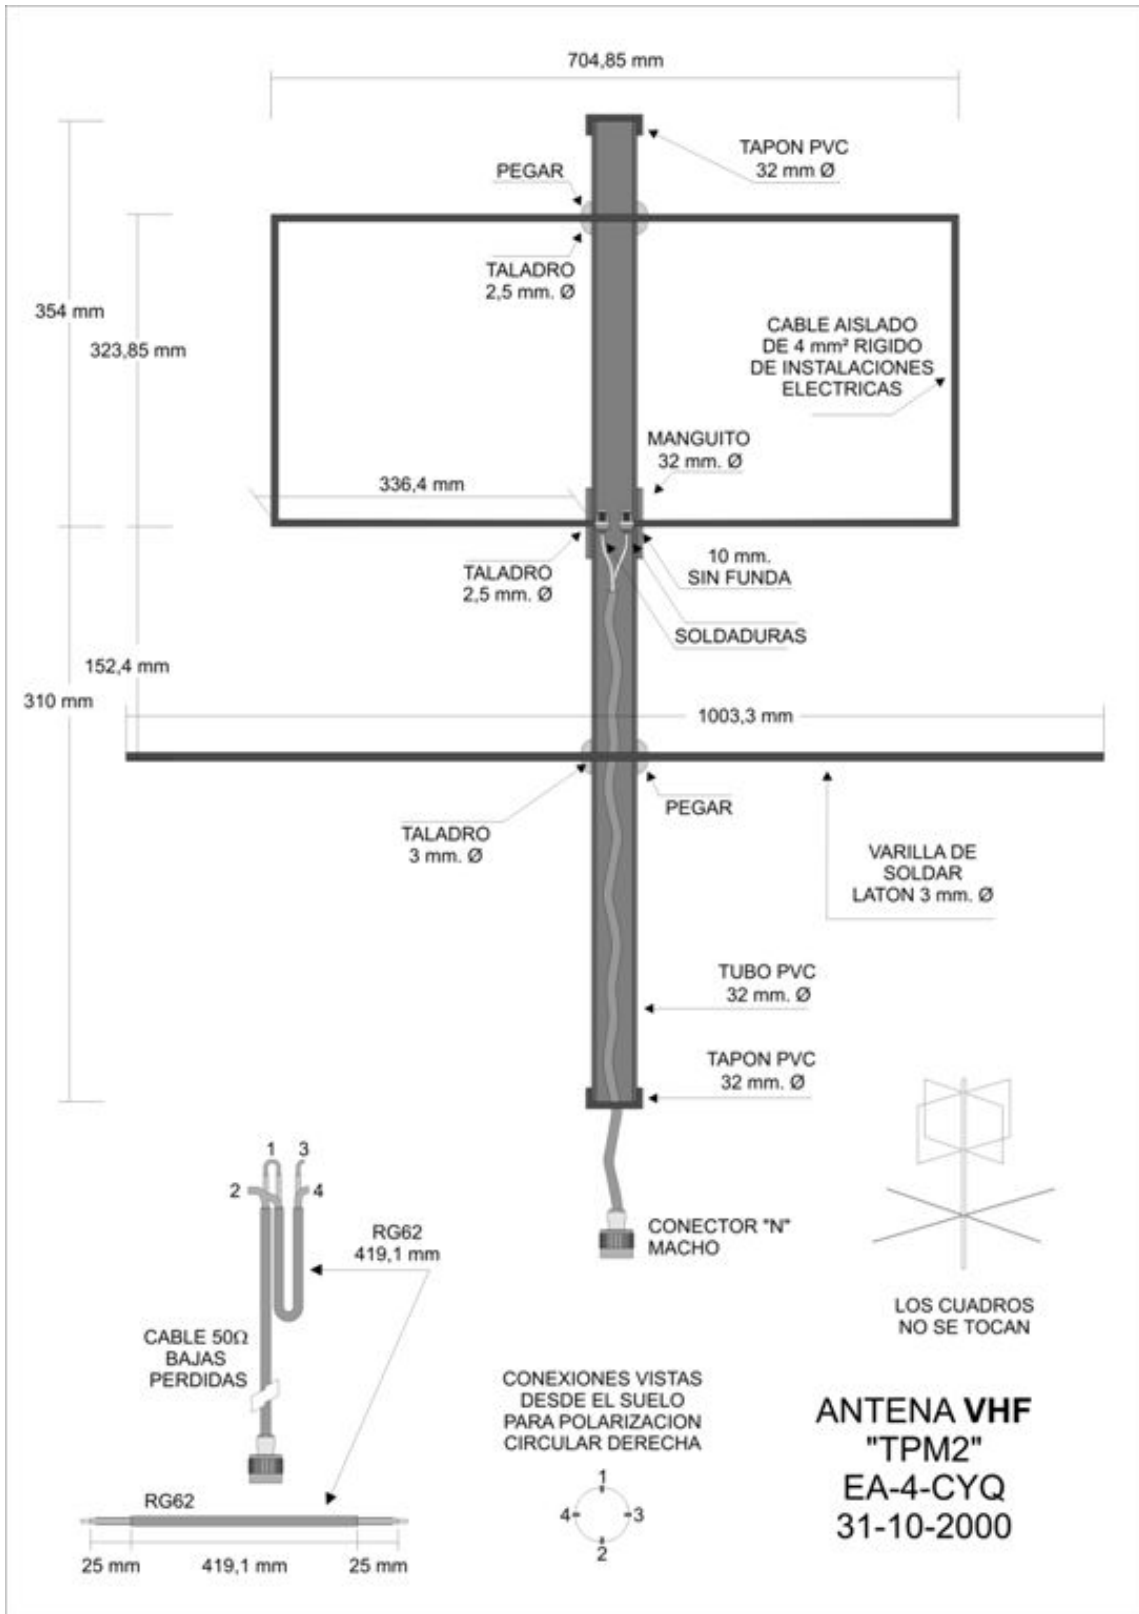 704,85 mm
TAPON PVC
32 mm Ø
PEGAR
TALADRO
2,5 mm. Ø
354 mm
323,85 mm
CABLE AISLADO
DE 4 mm² RIGIDO
DE INSTALACIONES
ELECTRICAS
MANGUITO
32 mm. Ø
336,4 mm
TALADRO
2,5 mm. Ø
10 mm.
SIN FUNDA
SOLDADURAS
152,4 mm
310 mm
1003,3 mm
PEGAR
TALADRO
3 mm. Ø
VARILLA DE
SOLDAR
LATON 3 mm. Ø
TUBO PVC
32 mm. Ø
TAPON PVC
32 mm. Ø
1 3
2 4
RG62
419,1 mm
CONECTOR "N"
MACHO
LOS CUADROS
NO SE TOCAN
CABLE 50Ω
BAJAS
PERDIDAS
CONEXIONES VISTAS
DESDE EL SUELO
PARA POLARIZACION
CIRCULAR DERECHA
1
4 3
2
RG62
25 mm 419,1 mm 25 mm
ANTENA VHF
"TPM2"
EA-4-CYQ
31-10-2000